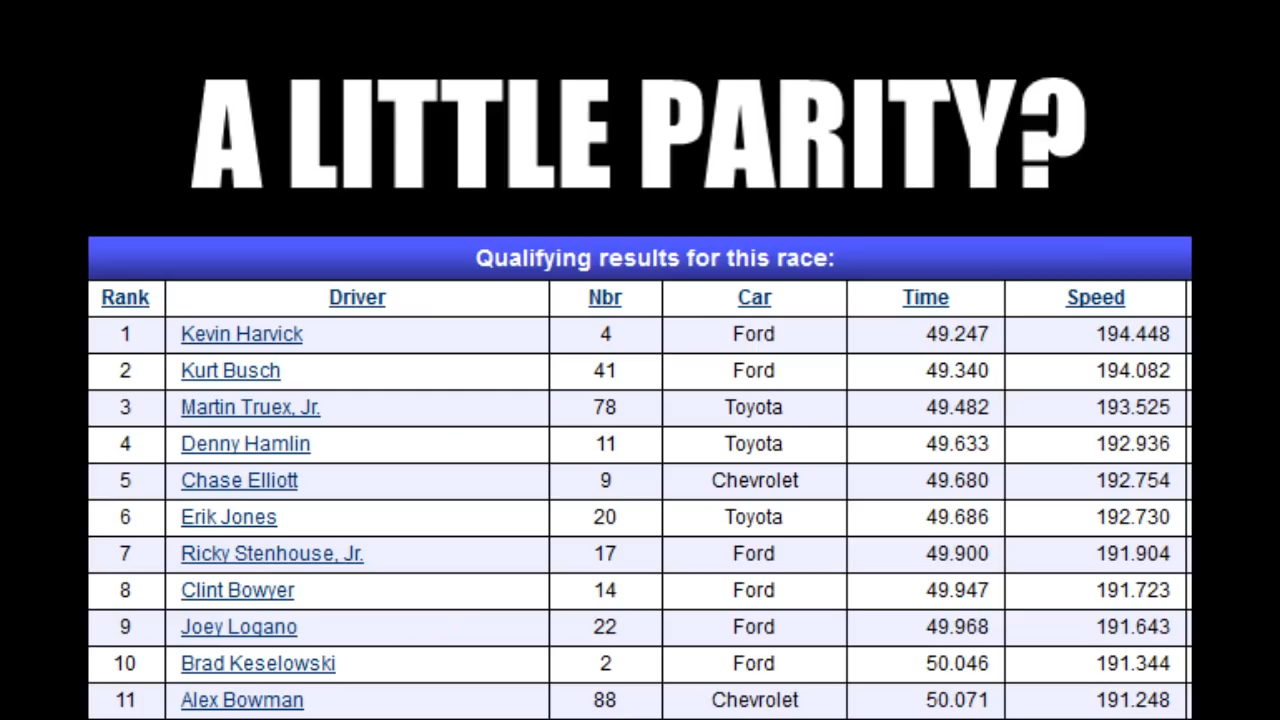 A LITTLE PARITY?
Qualifying results for this race:
Rank Driver Nbr Car Time Speed
1 Kevin Harvick 4 Ford 49.247 194.448
2 Kurt Busch 41 Ford 49.340 194.082
3 Martin Truex, Jr. 78 Toyota 49.482 193.525
4 Denny Hamlin 11 Toyota 49.633 192.936
5 Chase Elliott 9 Chevrolet 49.680 192.754
6 Erik Jones 20 Toyota 49.686 192.730
7 Ricky Stenhouse, Jr. 17 Ford 49.900 191.904
8 Clint Bowyer 14 Ford 49.947 191.723
9 Joey Logano 22 Ford 49.968 191.643
10 Brad Keselowski 2 Ford 50.046 191.344
11 Alex Bowman 88 Chevrolet 50.071 191.248